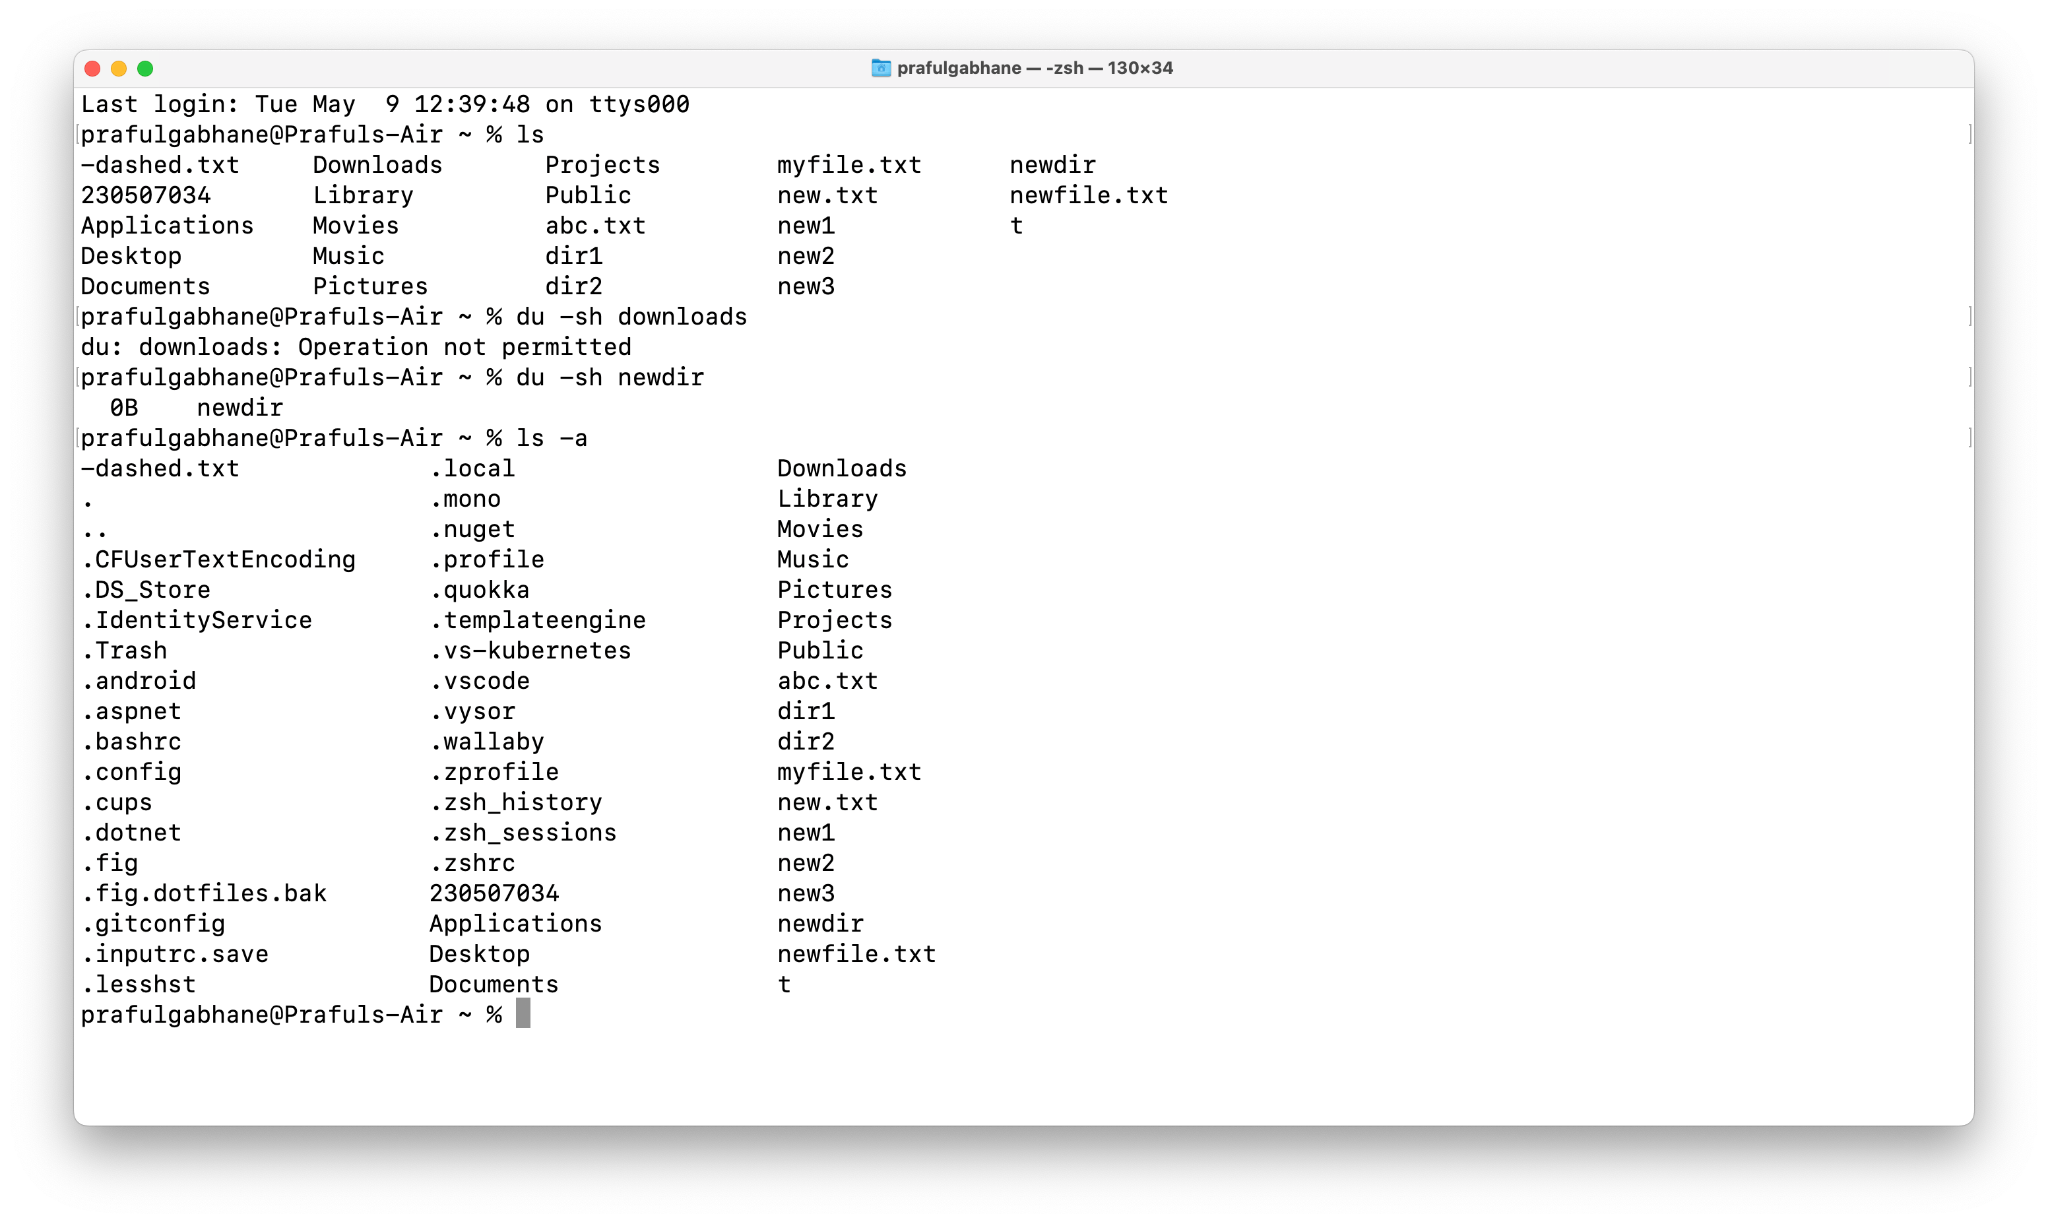 prafulgabhane — -zsh — 130×34
Last login: Tue May  9 12:39:48 on ttys000
prafulgabhane@Prafuls-Air ~ % ls
-dashed.txt     Downloads       Projects        myfile.txt      newdir
230507034       Library         Public          new.txt         newfile.txt
Applications    Movies          abc.txt         new1            t
Desktop         Music           dir1            new2
Documents       Pictures        dir2            new3
prafulgabhane@Prafuls-Air ~ % du -sh downloads
du: downloads: Operation not permitted
prafulgabhane@Prafuls-Air ~ % du -sh newdir
  0B    newdir
prafulgabhane@Prafuls-Air ~ % ls -a
-dashed.txt             .local                  Downloads
.                       .mono                   Library
..                      .nuget                  Movies
.CFUserTextEncoding     .profile                Music
.DS_Store               .quokka                 Pictures
.IdentityService        .templateengine         Projects
.Trash                  .vs-kubernetes          Public
.android                .vscode                 abc.txt
.aspnet                 .vysor                  dir1
.bashrc                 .wallaby                dir2
.config                 .zprofile               myfile.txt
.cups                   .zsh_history            new.txt
.dotnet                 .zsh_sessions           new1
.fig                    .zshrc                  new2
.fig.dotfiles.bak       230507034               new3
.gitconfig              Applications            newdir
.inputrc.save           Desktop                 newfile.txt
.lesshst                Documents               t
prafulgabhane@Prafuls-Air ~ %